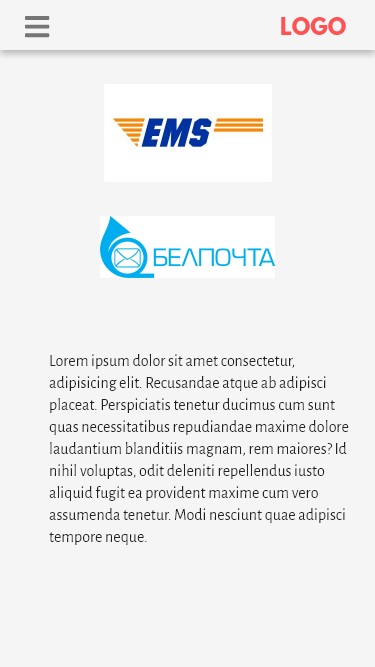 LOGO
EMS
БЕЛПОЧТА
Lorem ipsum dolor sit amet consectetur,
adipisicing elit. Recusandae atque ab adipisci
placeat. Perspiciatis tenetur ducimus cum sunt
quas necessitatibus repudiandae maxime dolore
laudantium blanditiis magnam, rem maiores? Id
nihil voluptas, odit deleniti repellendus iusto
aliquid fugit ea provident maxime cum vero
assumenda tenetur. Modi nesciunt quae adipisci
tempore neque.